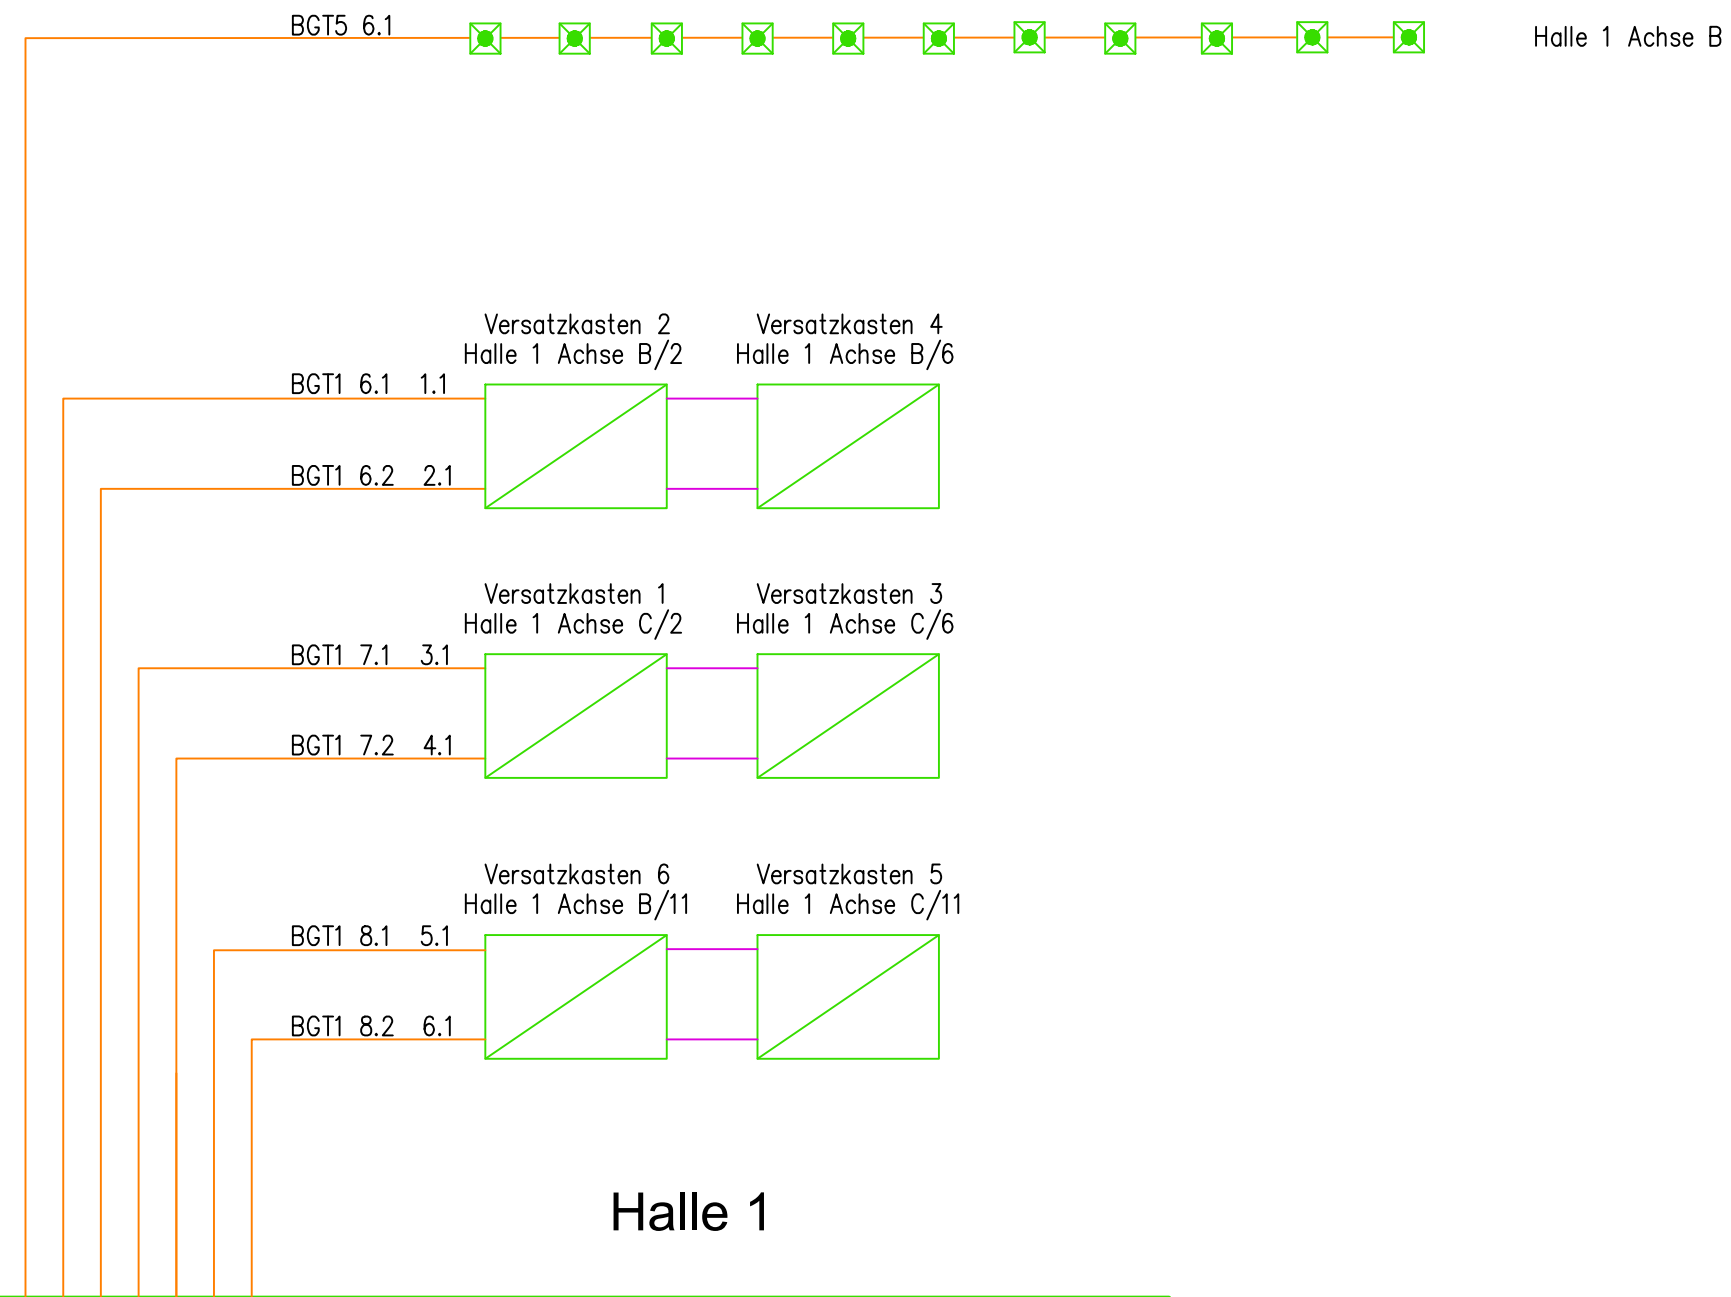 BGT5 6.1
Halle 1 Achse B
Versatzkasten 2
Halle 1 Achse B/2
Versatzkasten 4
Halle 1 Achse B/6
BGT1 6.1 1.1
BGT1 6.2 2.1
Versatzkasten 1
Halle 1 Achse C/2
Versatzkasten 3
Halle 1 Achse C/6
BGT1 7.1 3.1
BGT1 7.2 4.1
Versatzkasten 6
Halle 1 Achse B/11
Versatzkasten 5
Halle 1 Achse C/11
BGT1 8.1 5.1
BGT1 8.2 6.1
Halle 1